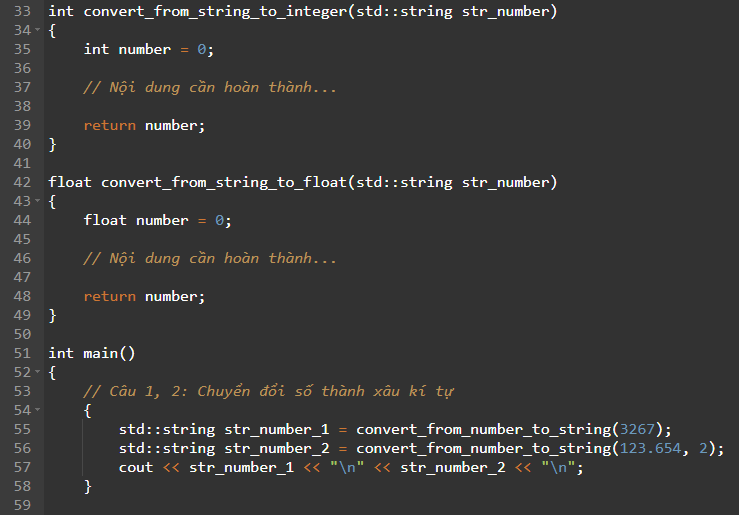 33 int convert_from_string_to_integer(std::string str_number)
34 {
35     int number = 0;
36
37     // Nội dung cần hoàn thành...
38
39     return number;
40 }
41
42 float convert_from_string_to_float(std::string str_number)
43 {
44     float number = 0;
45
46     // Nội dung cần hoàn thành...
47
48     return number;
49 }
50
51 int main()
52 {
53     // Câu 1, 2: Chuyển đổi số thành xâu kí tự
54     {
55         std::string str_number_1 = convert_from_number_to_string(3267);
56         std::string str_number_2 = convert_from_number_to_string(123.654, 2);
57         cout << str_number_1 << "\n" << str_number_2 << "\n";
58     }
59